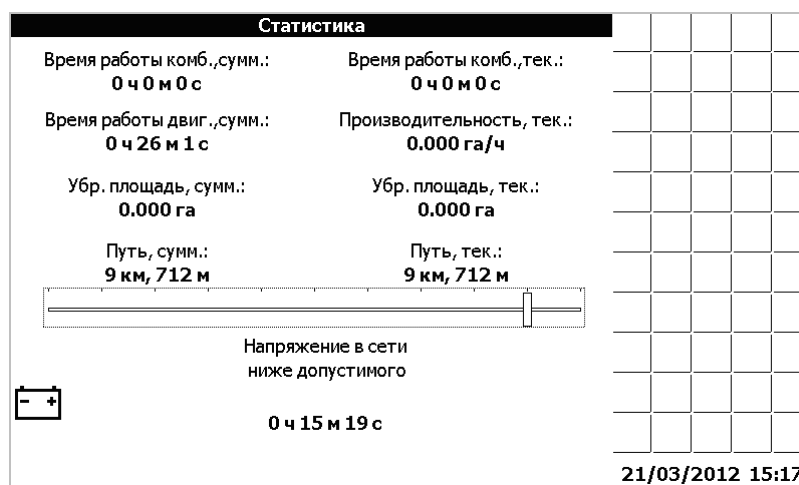 Статистика
Время работы комб.,сумм.: Время работы комб.,тек.:
0 ч 0 м 0 с 0 ч 0 м 0 с
Время работы двиг.,сумм.: Производительность, тек.:
0 ч 26 м 1 с 0.000 га/ч
Убр. площадь, сумм.: Убр. площадь, тек.:
0.000 га 0.000 га
Путь, сумм.: Путь, тек.:
9 км, 712 м 9 км, 712 м
Напряжение в сети
ниже допустимого
- +
0 ч 15 м 19 с
21/03/2012 15:17